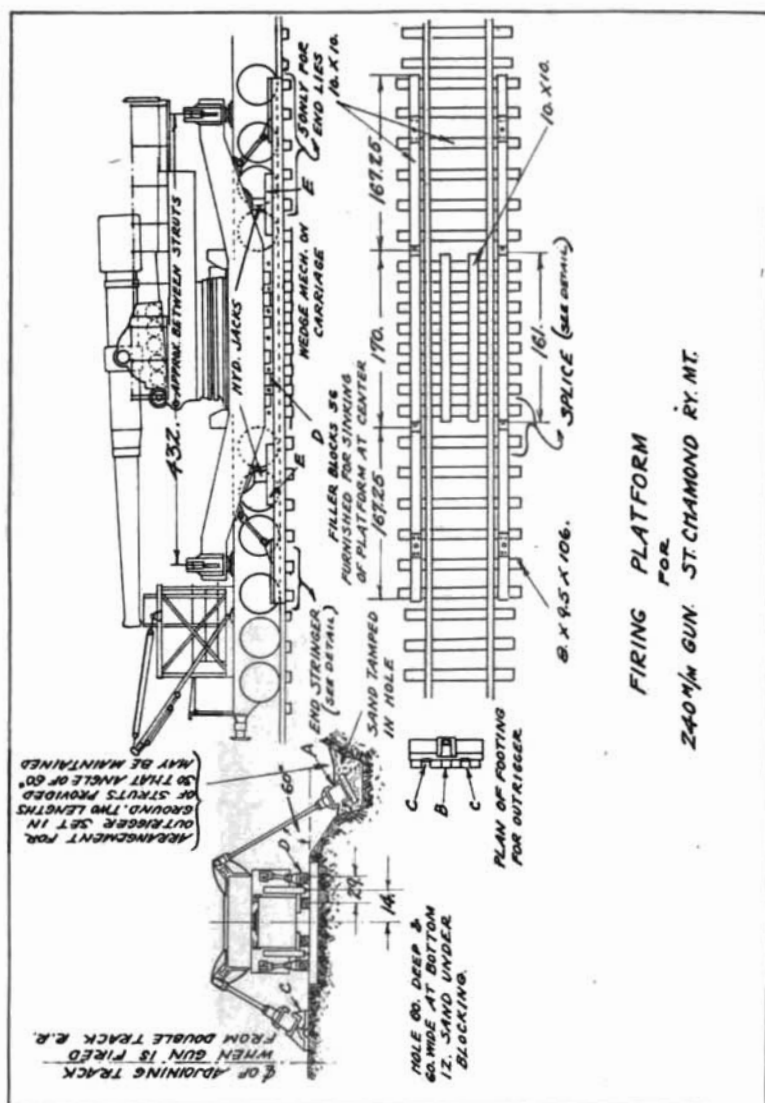 ℄ OF ADJOINING TRACK
WHEN GUN IS FIRED
FROM DOUBLE TRACK R.R.
ARRANGEMENT FOR
OUTRIGGER SET IN
GROUND. TWO LENGTHS
OF STRUTS PROVIDED
SO THAT ANGLE OF 60°
MAY BE MAINTAINED
432. APPROX. BETWEEN STRUTS
HYD. JACKS
WEDGE MECH. ON
CARRIAGE
5 ONLY FOR
END LIES
10. X 10.
E
E
D
END STRINGER
(SEE DETAIL)
FILLER BLOCKS 56
FURNISHED FOR SINKING
OF PLATFORM AT CENTER
SAND TAMPED
IN HOLE
A
60°
D
C
29.
14.
HOLE 60. DEEP &
60. WIDE AT BOTTOM
12. SAND UNDER
BLOCKING.
C
B
C
PLAN OF FOOTING
FOR OUTRIGGER
167.25
170.
167.25
10. X 10.
161.
SPLICE (SEE DETAIL)
8. X 9.5 X 106.
FIRING PLATFORM
FOR
240 M/M GUN. ST. CHAMOND RY. MT.